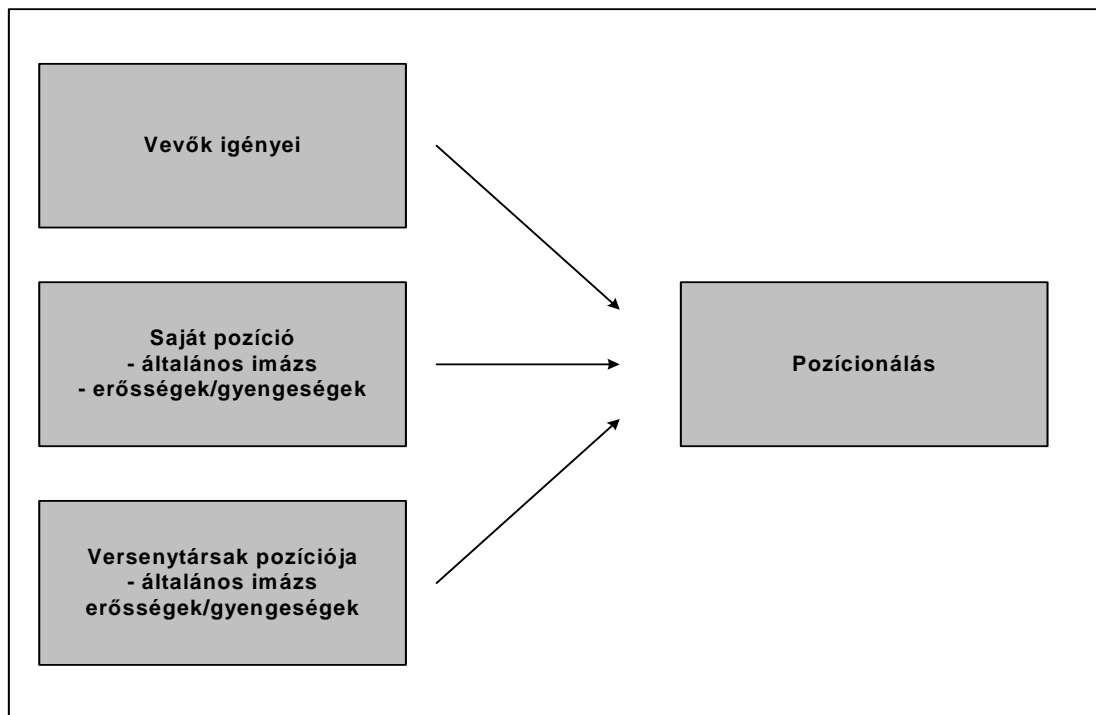 Vevők igényei
Saját pozíció
- általános imázs
- erősségek/gyengeségek
Versenytársak pozíciója
- általános imázs
erősségek/gyengeségek
Pozícionálás